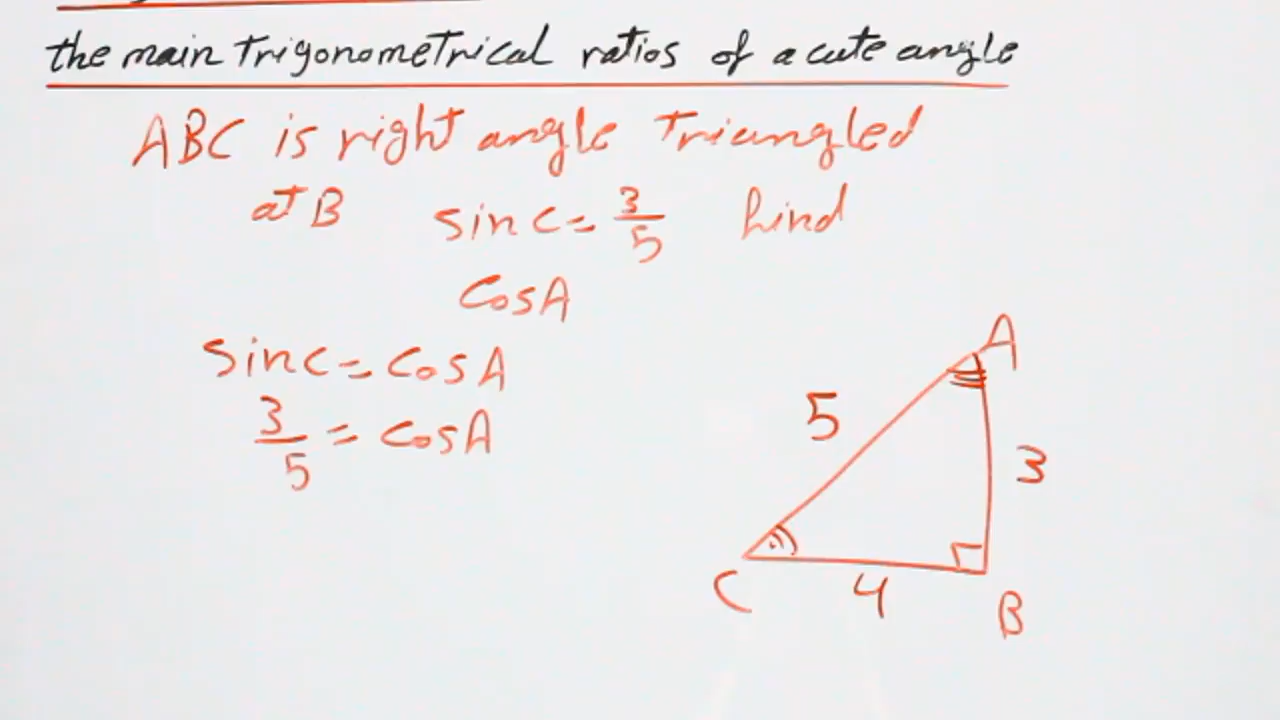 the main Trigonometrical ratios of acute angle
ABC is right angle Triangled
at B sin C = 3/5 find
Cos A
sin C = Cos A
3/5 = Cos A
A
5
3
C
4
B